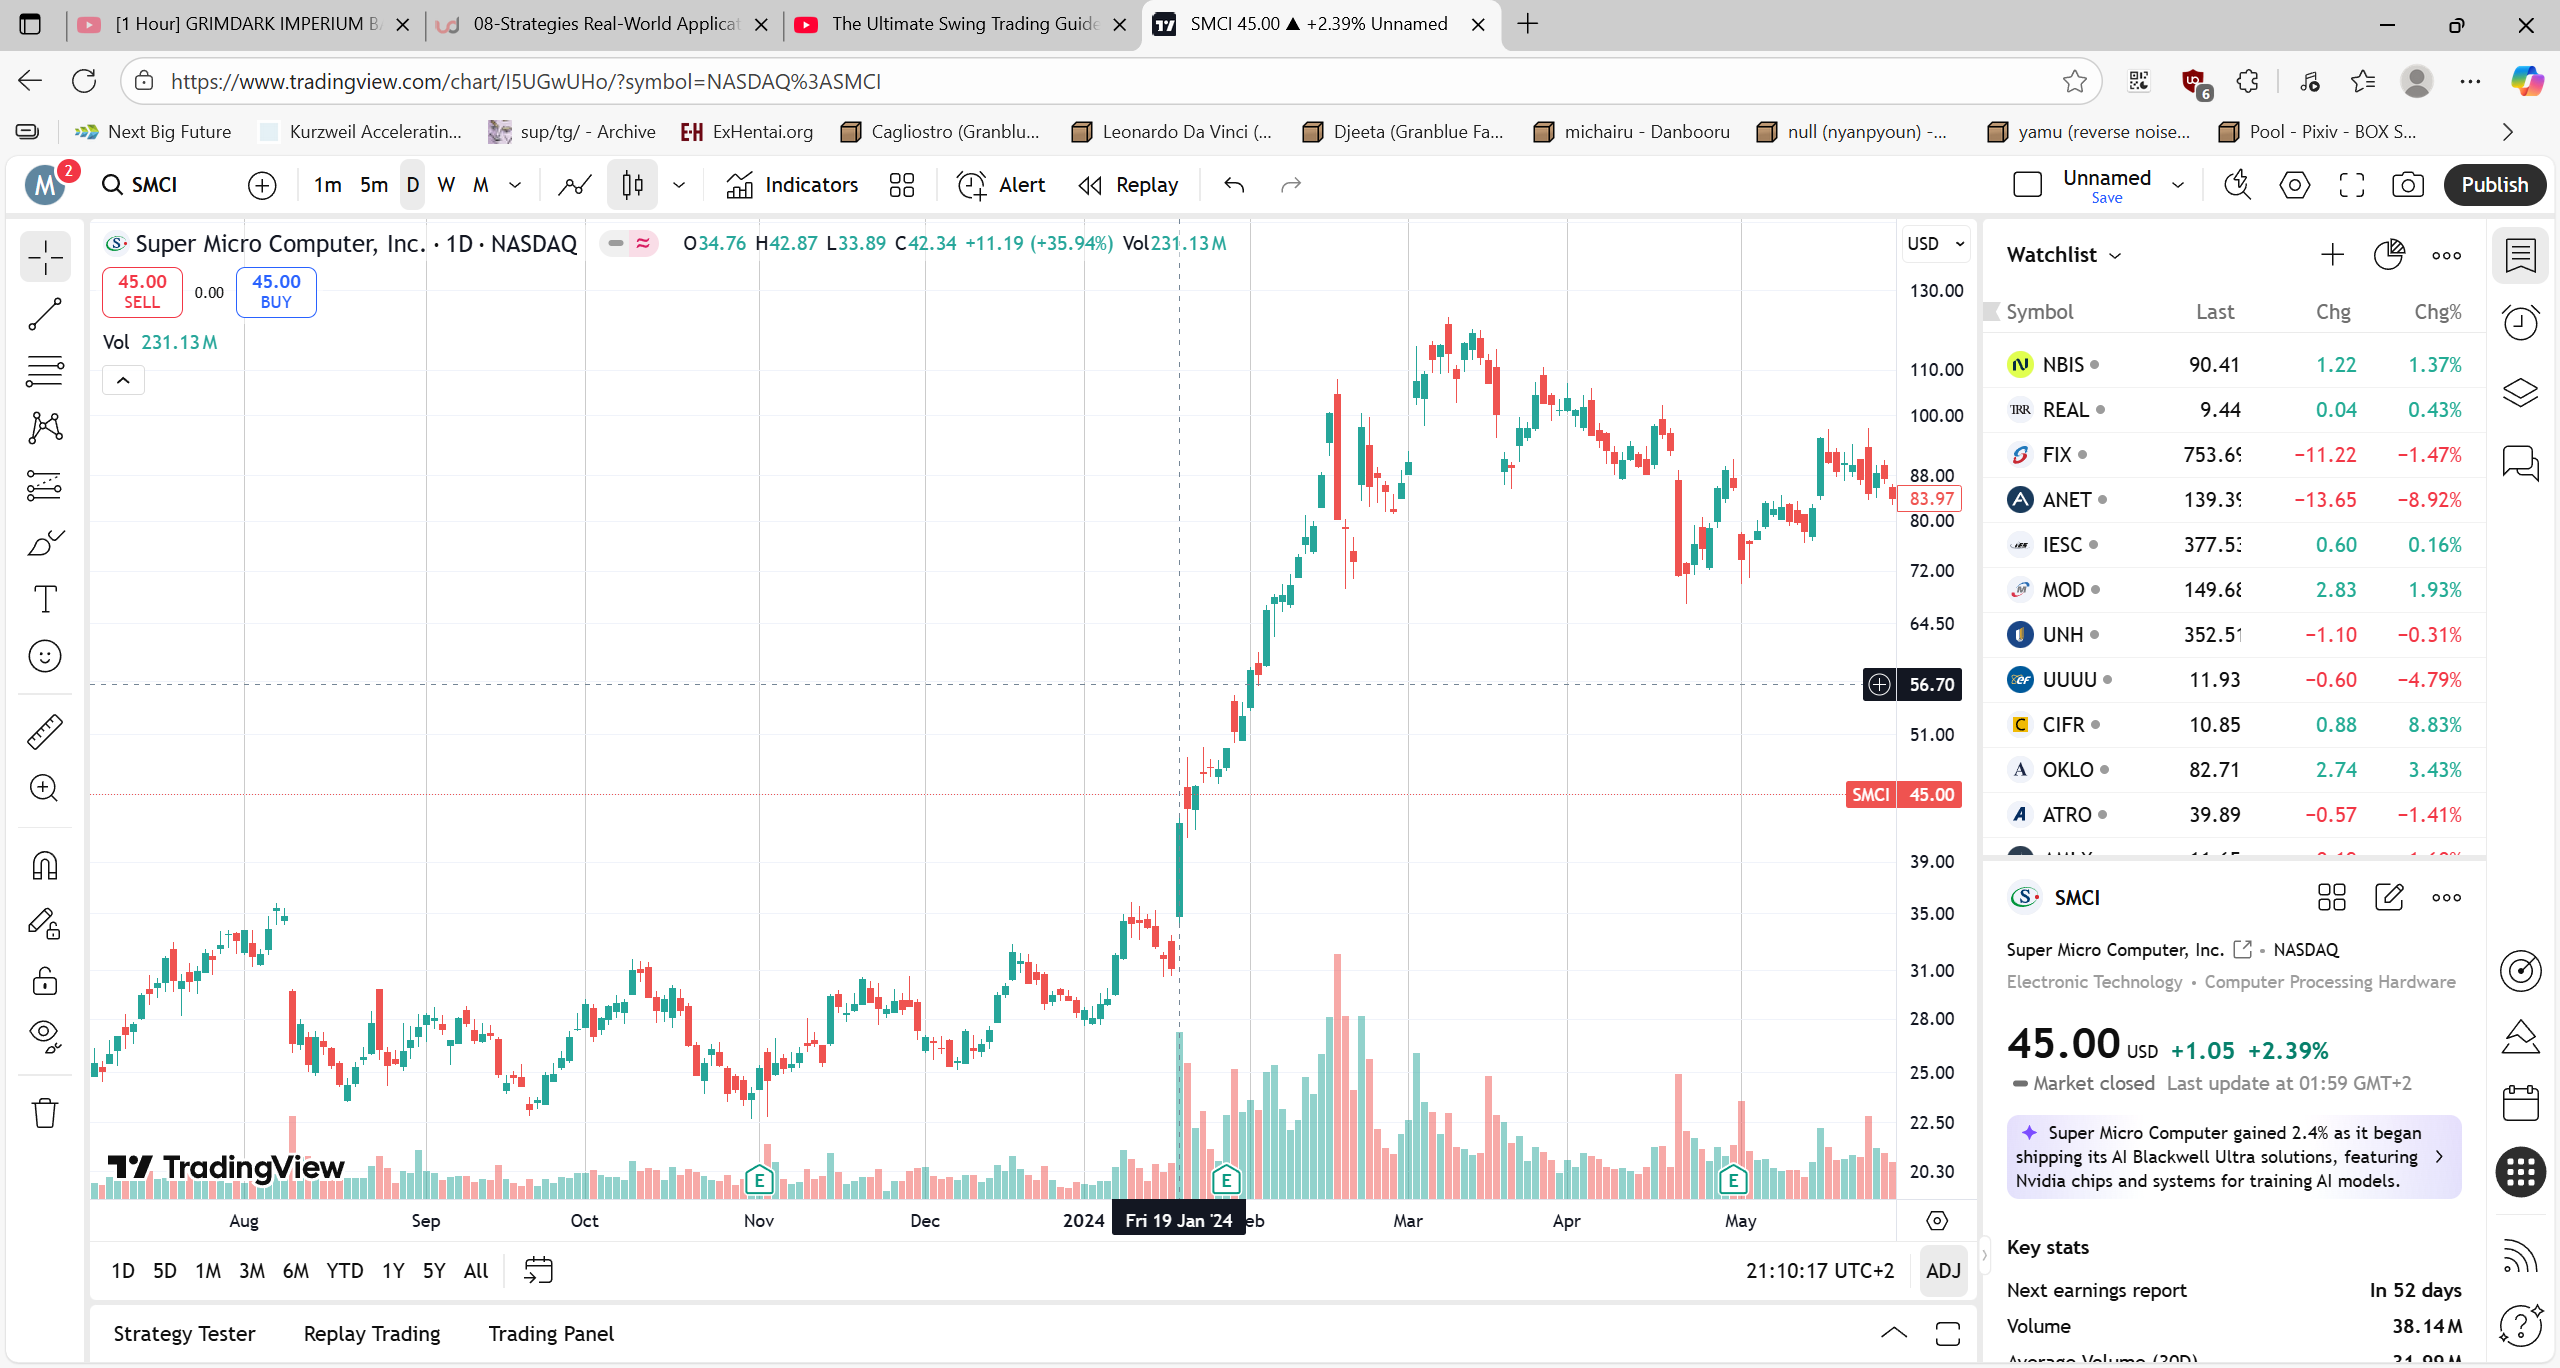 [1 Hour] GRIMDARK IMPERIUM B
08-Strategies Real-World Applicat
The Ultimate Swing Trading Guide
SMCI 45.00 ▲ +2.39% Unnamed
https://www.tradingview.com/chart/I5UGwUHo/?symbol=NASDAQ%3ASMCI
6
Next Big Future
Kurzweil Acceleratin...
sup/tg/ - Archive
E-H ExHentai.org
Cagliostro (Granblu...
Leonardo Da Vinci (...
Djeeta (Granblue Fa...
michairu - Danbooru
null (nyanpyoun) -...
yamu (reverse noise...
Pool - Pixiv - BOX S...
M 2
SMCI
1m 5m D W M
Indicators
Alert
Replay
Unnamed
Save
Publish
Super Micro Computer, Inc. · 1D · NASDAQ
O34.76 H42.87 L33.89 C42.34 +11.19 (+35.94%) Vol231.13M
45.00
SELL
0.00
45.00
BUY
Vol 231.13M
USD
130.00
110.00
100.00
88.00
83.97
80.00
72.00
64.50
56.70
51.00
SMCI 45.00
39.00
35.00
31.00
28.00
25.00
22.50
20.30
TradingView
E
E
E
Aug Sep Oct Nov Dec 2024 Fri 19 Jan '24 eb Mar Apr May
1D 5D 1M 3M 6M YTD 1Y 5Y All
21:10:17 UTC+2 ADJ
Strategy Tester Replay Trading Trading Panel
Watchlist
Symbol Last Chg Chg%
NBIS 90.41 1.22 1.37%
TRR REAL 9.44 0.04 0.43%
FIX 753.69 −11.22 −1.47%
ANET 139.39 −13.65 −8.92%
IESC 377.53 0.60 0.16%
MOD 149.68 2.83 1.93%
UNH 352.51 −1.10 −0.31%
UUUU 11.93 −0.60 −4.79%
CIFR 10.85 0.88 8.83%
OKLO 82.71 2.74 3.43%
ATRO 39.89 −0.57 −1.41%
SMCI
Super Micro Computer, Inc. • NASDAQ
Electronic Technology • Computer Processing Hardware
45.00 USD +1.05 +2.39%
Market closed Last update at 01:59 GMT+2
Super Micro Computer gained 2.4% as it began
shipping its AI Blackwell Ultra solutions, featuring
Nvidia chips and systems for training AI models.
Key stats
Next earnings report In 52 days
Volume 38.14M
Average Volume (30D) 31.99M